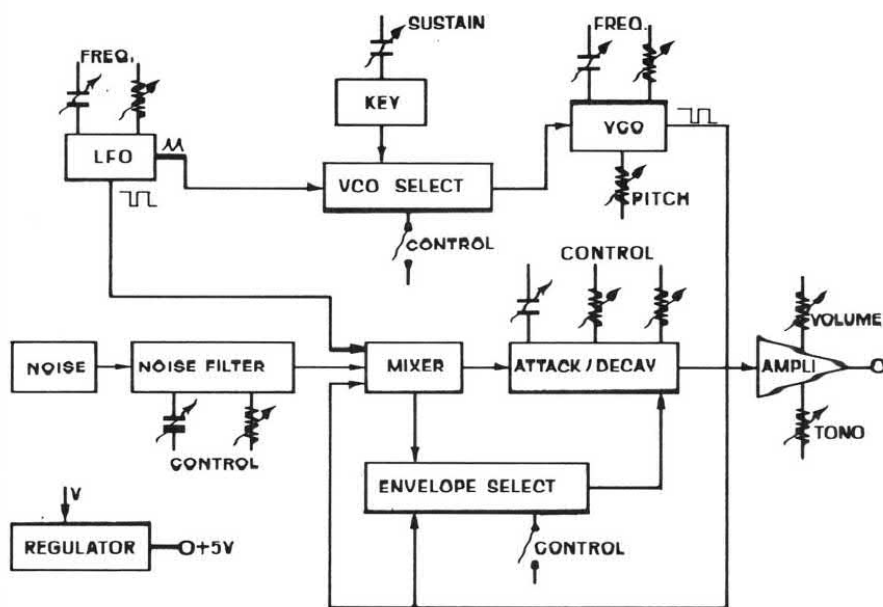 SUSTAIN
FREQ.
FREQ.
KEY
VCO
LFO
VCO SELECT
PITCH
CONTROL
CONTROL
VOLUME
NOISE
NOISE FILTER
MIXER
ATTACK/DECAY
AMPLI
CONTROL
TONO
ENVELOPE SELECT
V
REGULATOR
+5V
CONTROL